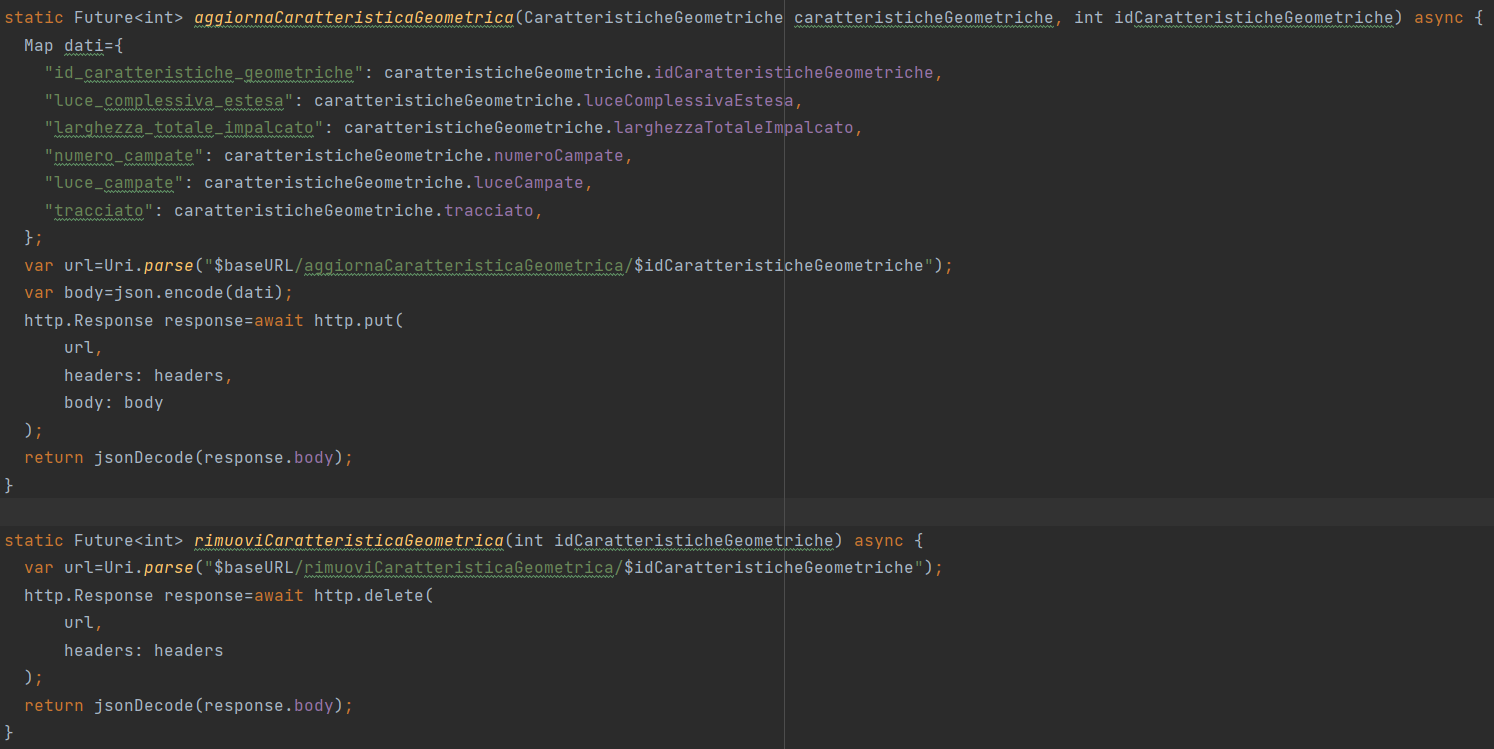 static Future<int> aggiornaCaratteristicaGeometrica(CaratteristicheGeometriche caratteristicheGeometriche, int idCaratteristicheGeometriche) async {
  Map dati={
    "id_caratteristiche_geometriche": caratteristicheGeometriche.idCaratteristicheGeometriche,
    "luce_complessiva_estesa": caratteristicheGeometriche.luceComplessivaEstesa,
    "larghezza_totale_impalcato": caratteristicheGeometriche.larghezzaTotaleImpalcato,
    "numero_campate": caratteristicheGeometriche.numeroCampate,
    "luce_campate": caratteristicheGeometriche.luceCampate,
    "tracciato": caratteristicheGeometriche.tracciato,
  };
  var url=Uri.parse("$baseURL/aggiornaCaratteristicaGeometrica/$idCaratteristicheGeometriche");
  var body=json.encode(dati);
  http.Response response=await http.put(
      url,
      headers: headers,
      body: body
  );
  return jsonDecode(response.body);
}
static Future<int> rimuoviCaratteristicaGeometrica(int idCaratteristicheGeometriche) async {
  var url=Uri.parse("$baseURL/rimuoviCaratteristicaGeometrica/$idCaratteristicheGeometriche");
  http.Response response=await http.delete(
      url,
      headers: headers
  );
  return jsonDecode(response.body);
}